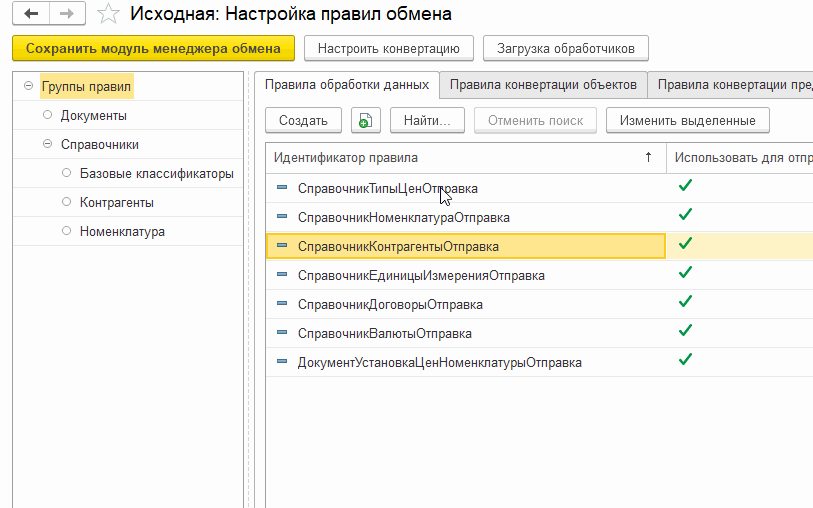 Исходная: Настройка правил обмена
Сохранить модуль менеджера обмена
Настроить конвертацию
Загрузка обработчиков
Группы правил
Документы
Справочники
Базовые классификаторы
Контрагенты
Номенклатура
Правила обработки данных
Правила конвертации объектов
Правила конвертации пред
Создать
Найти...
Отменить поиск
Изменить выделенные
Идентификатор правила
Использовать для отпр
СправочникТипыЦенОтправка
СправочникНоменклатураОтправка
СправочникКонтрагентыОтправка
СправочникЕдиницыИзмеренияОтправка
СправочникДоговорыОтправка
СправочникВалютыОтправка
ДокументУстановкаЦенНоменклатурыОтправка